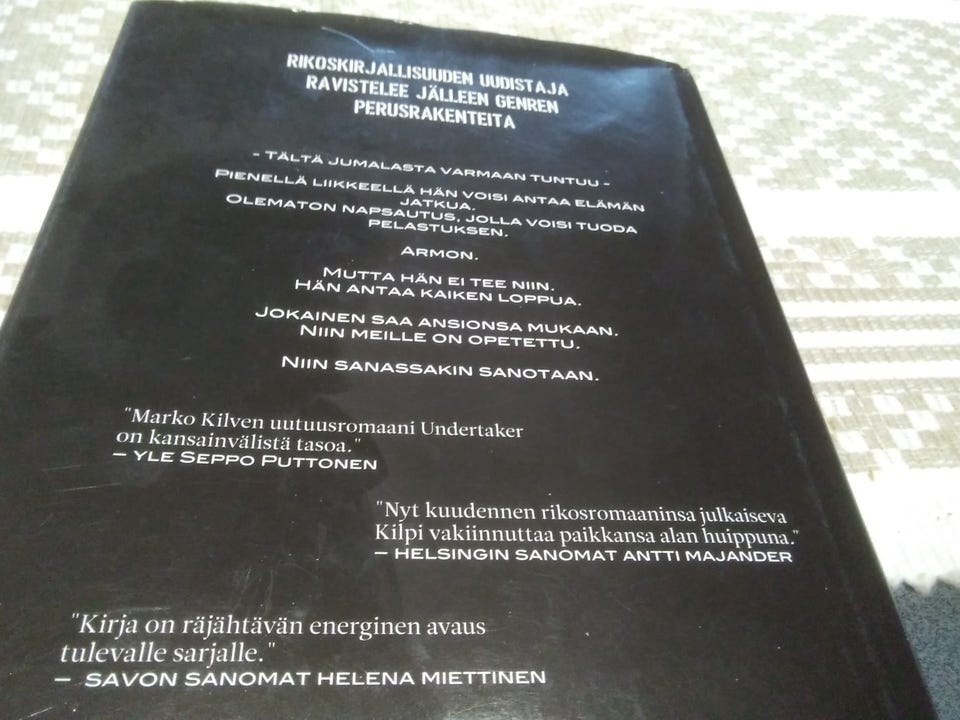 RIKOSKIRJALLISUUDEN UUDISTAJA
RAVISTELEE JÄLLEEN GENREN
PERUSRAKENTEITA
- TÄLTÄ JUMALASTA VARMAAN TUNTUU -
PIENELLÄ LIIKKEELLÄ HÄN VOISI ANTAA ELÄMÄN
JATKUA.
OLEMATON NAPSAUTUS, JOLLA VOISI TUODA
PELASTUKSEN.
ARMON.
MUTTA HÄN EI TEE NIIN.
HÄN ANTAA KAIKEN LOPPUA.
JOKAINEN SAA ANSIONSA MUKAAN.
NIIN MEILLE ON OPETETTU.
NIIN SANASSAKIN SANOTAAN.
"Marko Kilven uutuusromaani Undertaker
on kansainvälistä tasoa."
– YLE SEPPO PUTTONEN
"Nyt kuudennen rikosromaaninsa julkaiseva
Kilpi vakiinnuttaa paikkansa alan huippuna."
– HELSINGIN SANOMAT ANTTI MAJANDER
"Kirja on räjähtävän energinen avaus
tulevalle sarjalle."
– SAVON SANOMAT HELENA MIETTINEN